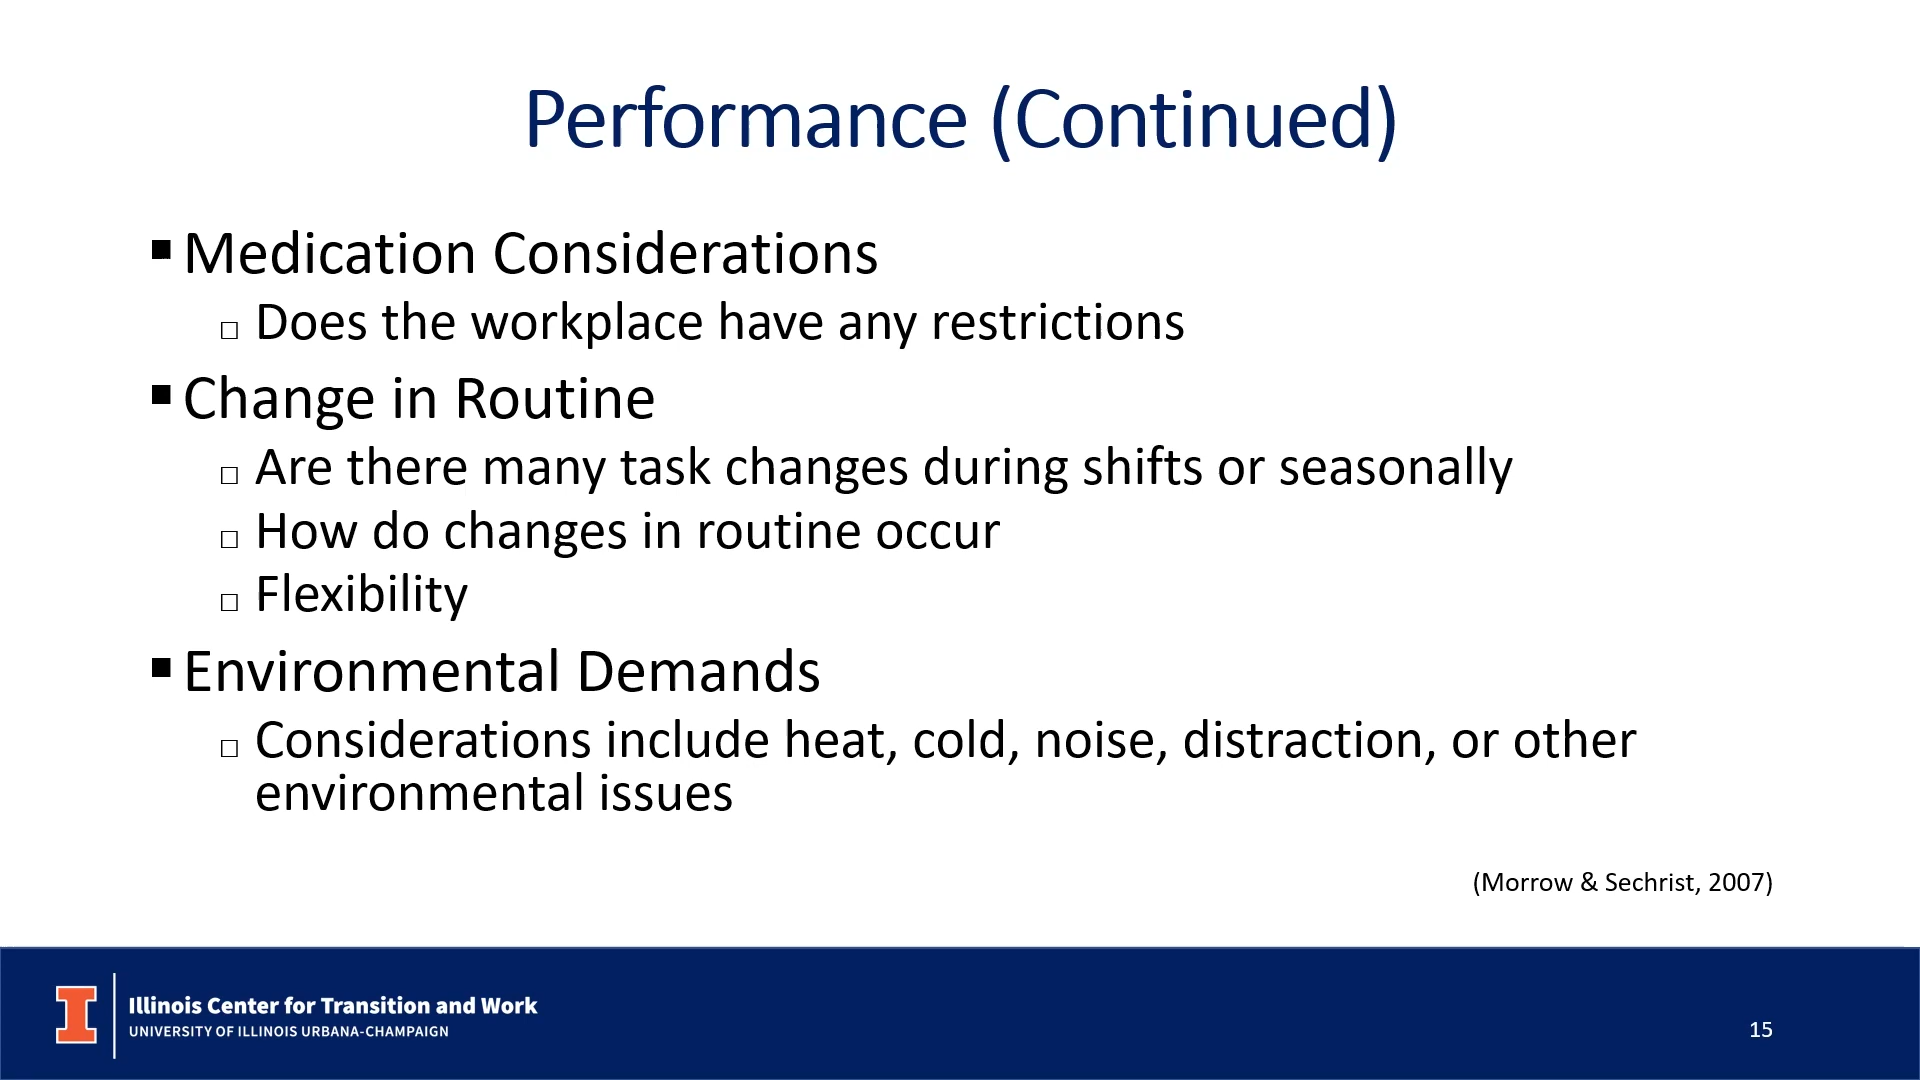 Performance (Continued)
Medication Considerations
Does the workplace have any restrictions
Change in Routine
Are there many task changes during shifts or seasonally
How do changes in routine occur
Flexibility
Environmental Demands
Considerations include heat, cold, noise, distraction, or other
environmental issues
(Morrow & Sechrist, 2007)
Illinois Center for Transition and Work
UNIVERSITY OF ILLINOIS URBANA-CHAMPAIGN
15